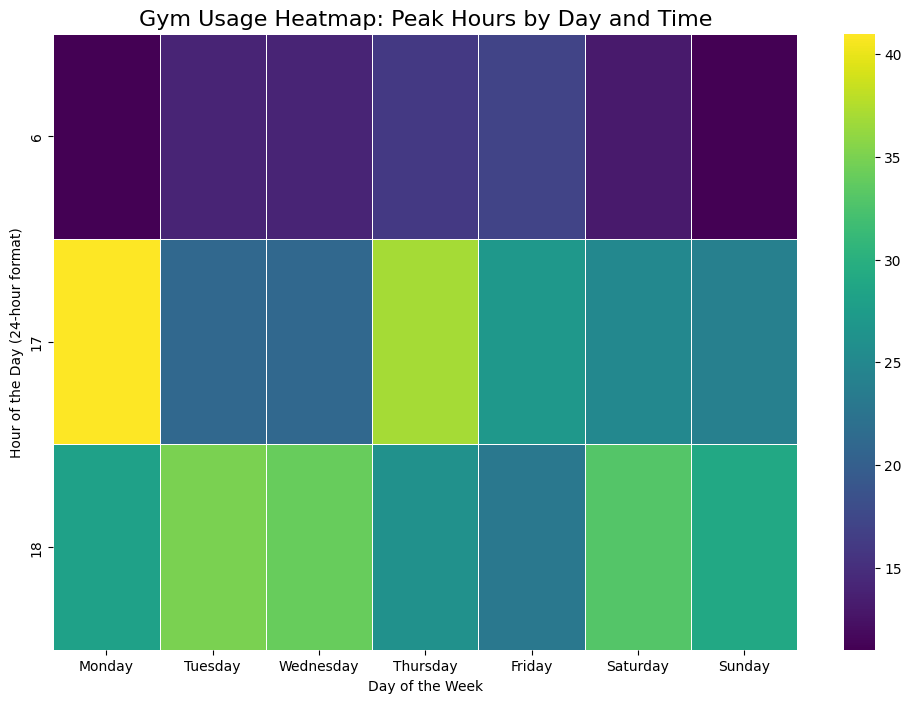 Gym Usage Heatmap: Peak Hours by Day and Time
Hour of the Day (24-hour format)
6
17
18
Monday Tuesday Wednesday Thursday Friday Saturday Sunday
Day of the Week
40
35
30
25
20
15